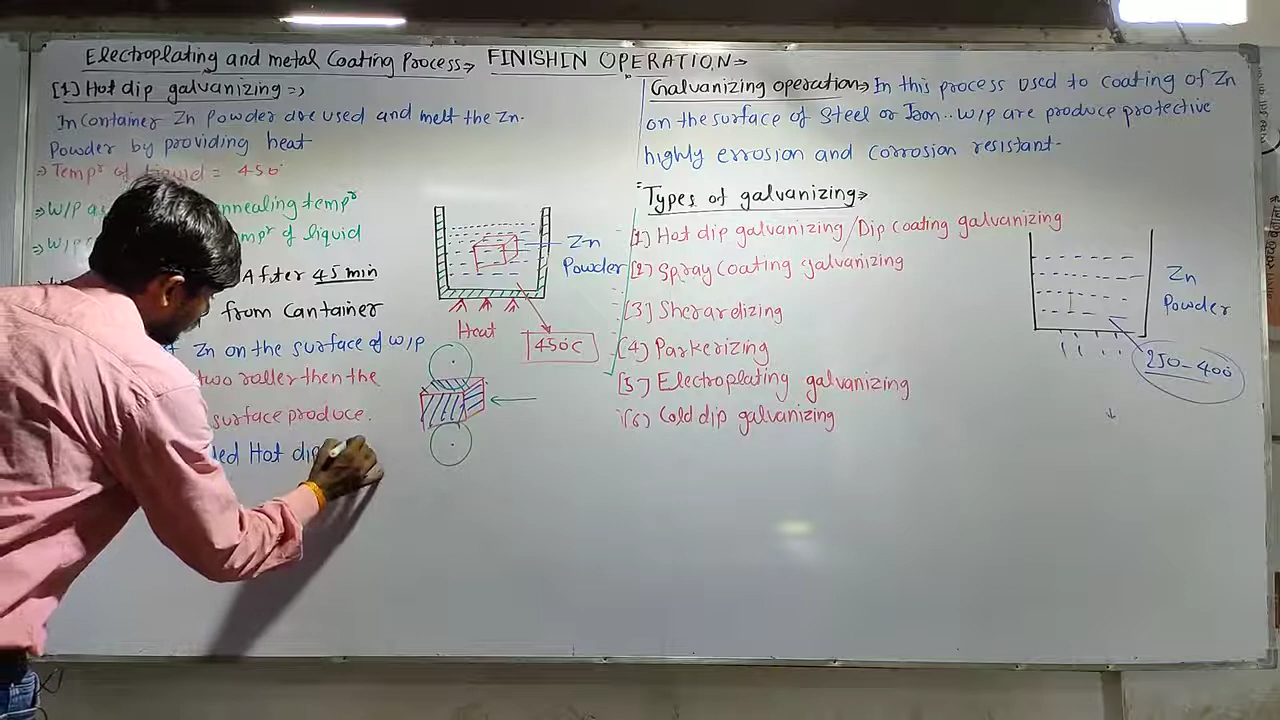 Electroplating and metal Coating Process→ FINISHIN OPERATION→
[1] Hot dip galvanizing =>
In container Zn Powder are used and melt the Zn.
Powder by providing heat
⇒ Tempr of liquid = 450°
⇒ W/P annealing tempr
⇒ W/P tempr of liquid
After 45 min
from Cantainer
Zn on the surface of W/P
two roller then the
surface produce.
led Hot dip
Zn
Powder
Heat
450°C
Galvanizing operation→ In this process used to coating of Zn
on the surface of Steel or Iron.. W/P are produce protective
highly errosion and corrosion resistant-
Types of galvanizing→
[1] Hot dip galvanizing/Dip coating galvanizing
[2] Spray coating galvanizing
[3] Sherardizing
[4] Parkerizing
[5] Electroplating galvanizing
(6) Cold dip galvanizing
Zn
Powder
250-400